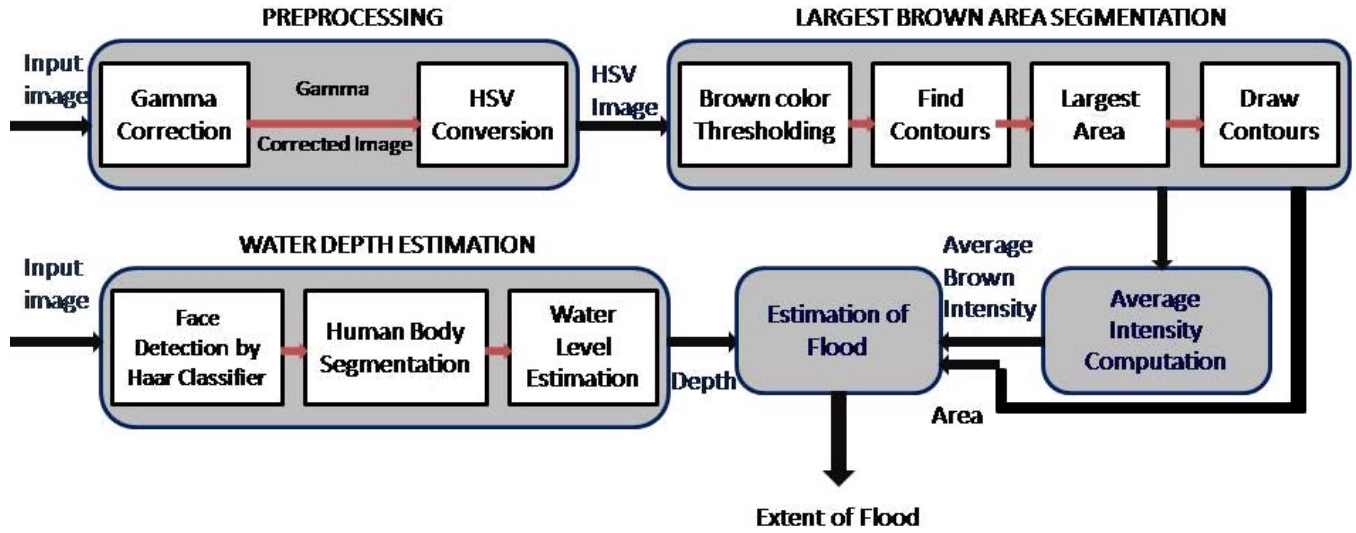 PREPROCESSING
Input
image
Gamma
Correction
Gamma
Corrected Image
HSV
Conversion
HSV
Image
LARGEST BROWN AREA SEGMENTATION
Brown color
Thresholding
Find
Contours
Largest
Area
Draw
Contours
WATER DEPTH ESTIMATION
Input
image
Face
Detection by
Haar Classifier
Human Body
Segmentation
Water
Level
Estimation
Depth
Estimation of
Flood
Average
Brown
Intensity
Average
Intensity
Computation
Area
Extent of Flood